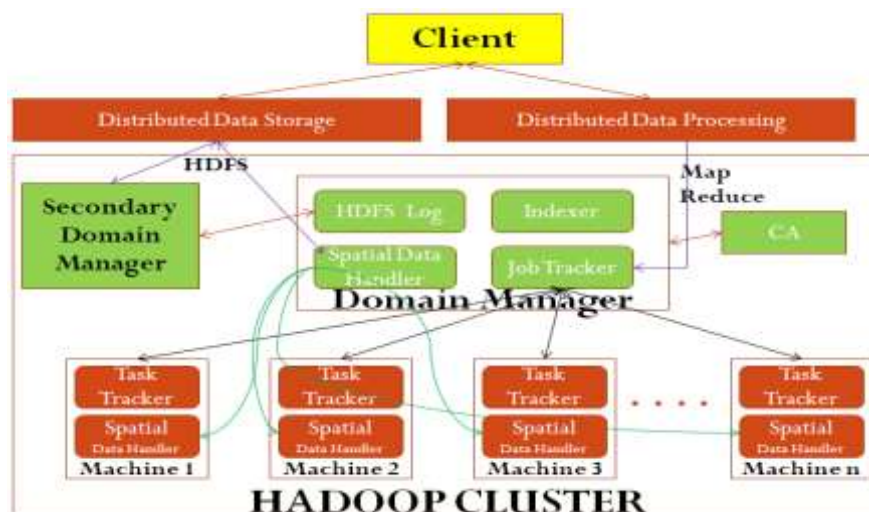 Client
Distributed Data Storage
Distributed Data Processing
HDFS
Map
Reduce
Secondary
Domain
Manager
HDFS Log
Indexer
CA
Spatial Data
Handler
Job Tracker
Domain Manager
Task
Tracker
Spatial
Data Handler
Machine 1
Task
Tracker
Spatial
Data Handler
Machine 2
Task
Tracker
Spatial
Data Handler
Machine 3
. . . .
Task
Tracker
Spatial
Data Handler
Machine n
HADOOP CLUSTER